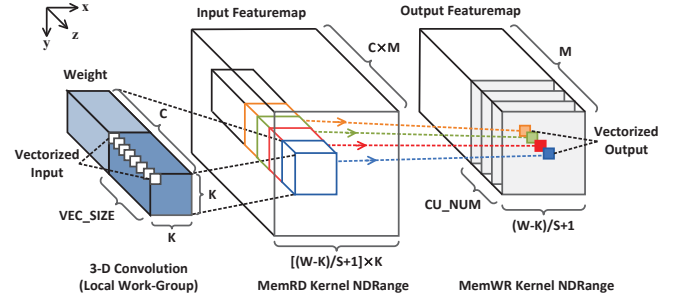 x
y
z
Input Featuremap
Output Featuremap
C×M
M
Weight
C
Vectorized
Input
Vectorized
Output
K
VEC_SIZE
K
CU_NUM
[(W-K)/S+1]×K
(W-K)/S+1
3-D Convolution
(Local Work-Group)
MemRD Kernel NDRange
MemWR Kernel NDRange